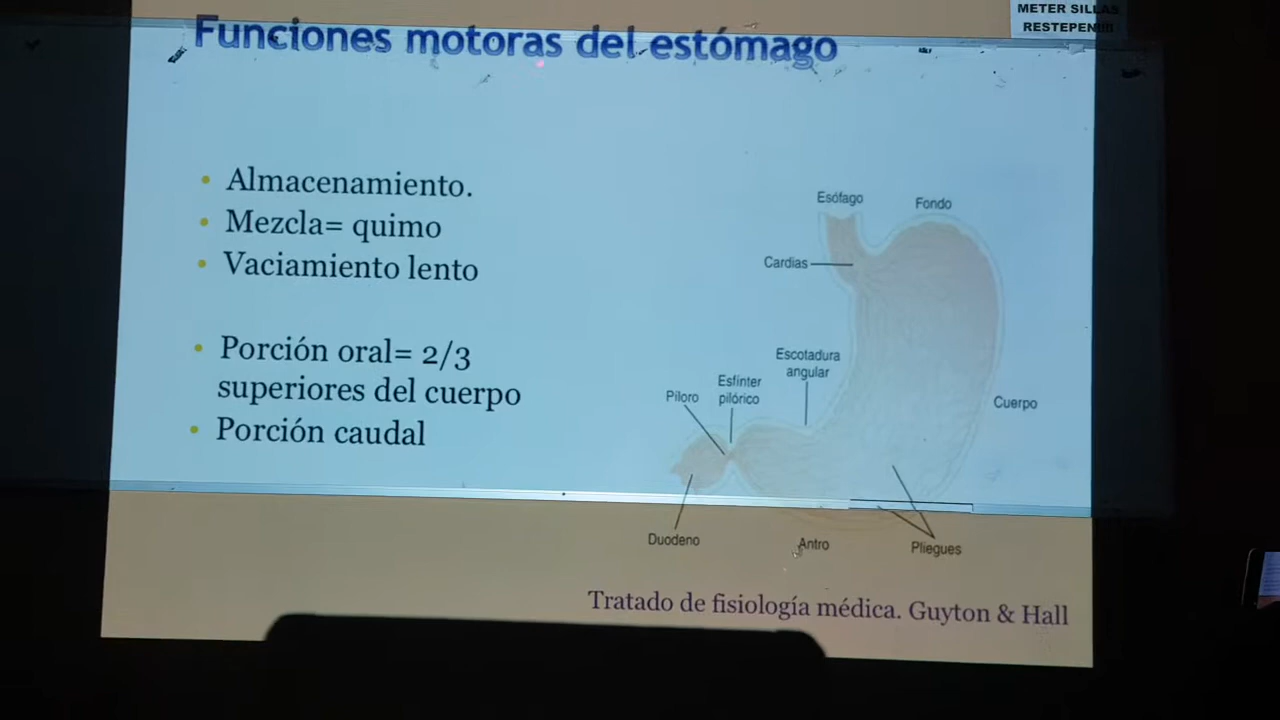 METER SILLAS
Funciones motoras del estómago
• Almacenamiento.
• Mezcla= quimo
• Vaciamiento lento
• Porción oral= 2/3
superiores del cuerpo
• Porción caudal
Esófago
Fondo
Cardias
Escotadura
angular
Esfínter
pilórico
Píloro
Cuerpo
Duodeno
Antro
Pliegues
Tratado de fisiología médica. Guyton & Hall